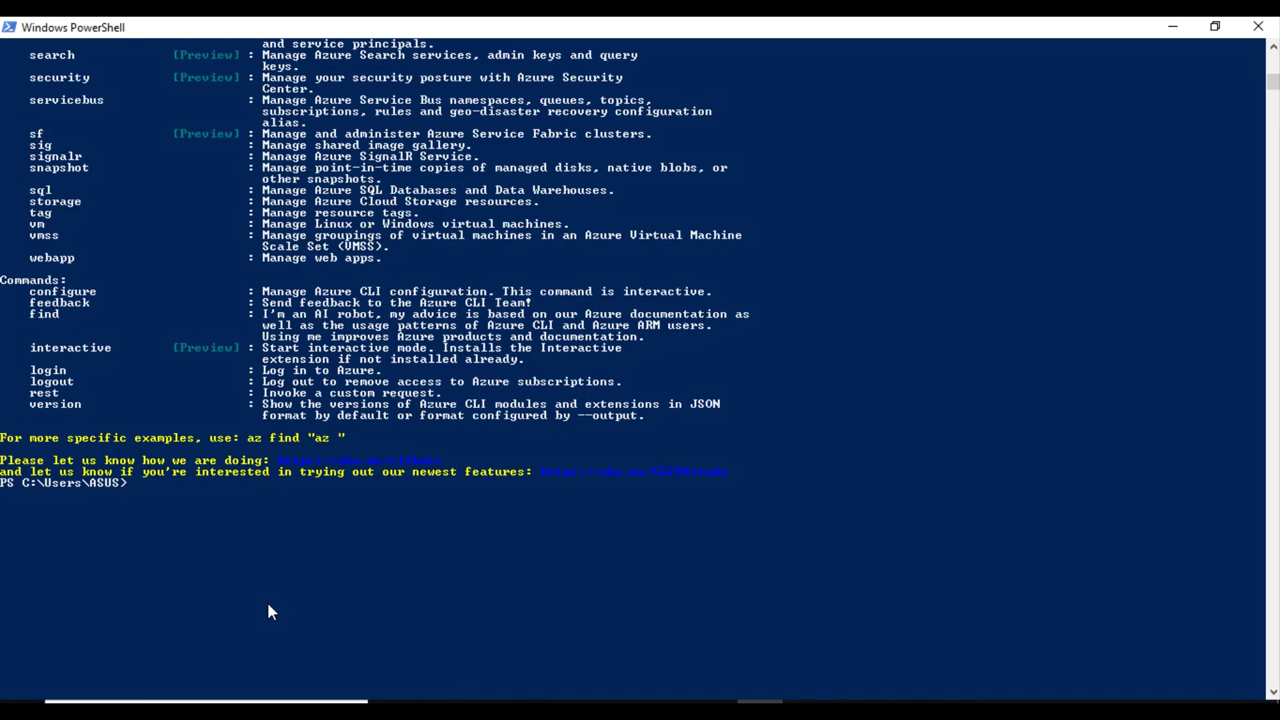 Windows PowerShell
and service principals.
search [Preview] : Manage Azure Search services, admin keys and query
keys.
security [Preview] : Manage your security posture with Azure Security
Center.
servicebus : Manage Azure Service Bus namespaces, queues, topics,
subscriptions, rules and geo-disaster recovery configuration
alias.
sf [Preview] : Manage and administer Azure Service Fabric clusters.
sig : Manage shared image gallery.
signalr : Manage Azure SignalR Service.
snapshot : Manage point-in-time copies of managed disks, native blobs, or
other snapshots.
sql : Manage Azure SQL Databases and Data Warehouses.
storage : Manage Azure Cloud Storage resources.
tag : Manage resource tags.
vm : Manage Linux or Windows virtual machines.
vmss : Manage groupings of virtual machines in an Azure Virtual Machine
Scale Set (VMSS).
webapp : Manage web apps.
Commands:
configure : Manage Azure CLI configuration. This command is interactive.
feedback : Send feedback to the Azure CLI Team!
find : I'm an AI robot, my advice is based on our Azure documentation as
well as the usage patterns of Azure CLI and Azure ARM users.
Using me improves Azure products and documentation.
interactive [Preview] : Start interactive mode. Installs the Interactive
extension if not installed already.
login : Log in to Azure.
logout : Log out to remove access to Azure subscriptions.
rest : Invoke a custom request.
version : Show the versions of Azure CLI modules and extensions in JSON
format by default or format configured by --output.
For more specific examples, use: az find "az "
Please let us know how we are doing:
and let us know if you're interested in trying out our newest features:
PS C:\Users\ASUS>